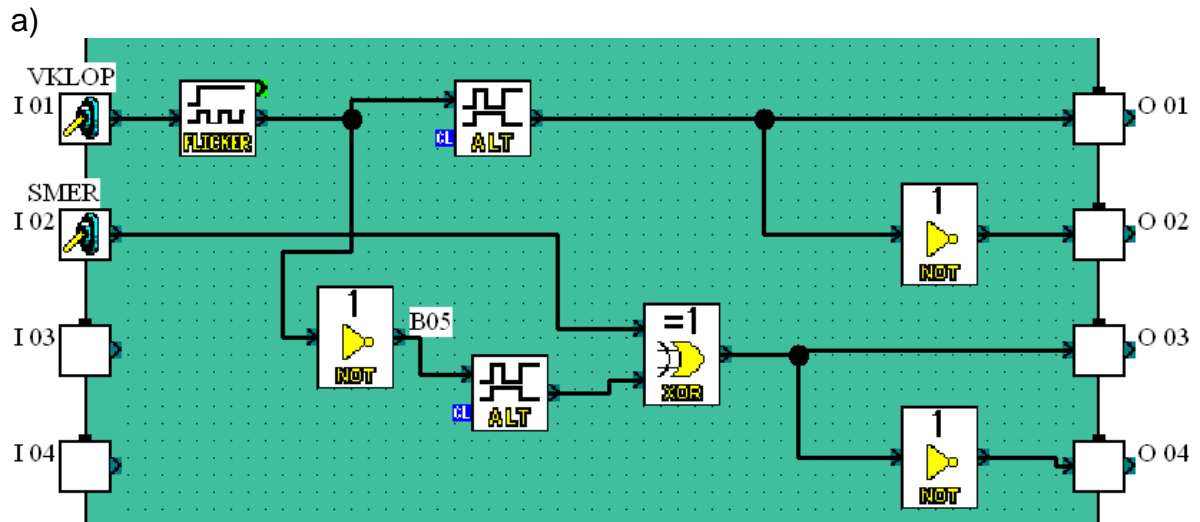 a)
VKLOP
I 01
FLICKER
CL
ALT
O 01
SMER
I 02
1
NOT
O 02
I 03
1
NOT
B05
=1
XOR
O 03
CL
ALT
I 04
1
NOT
O 04